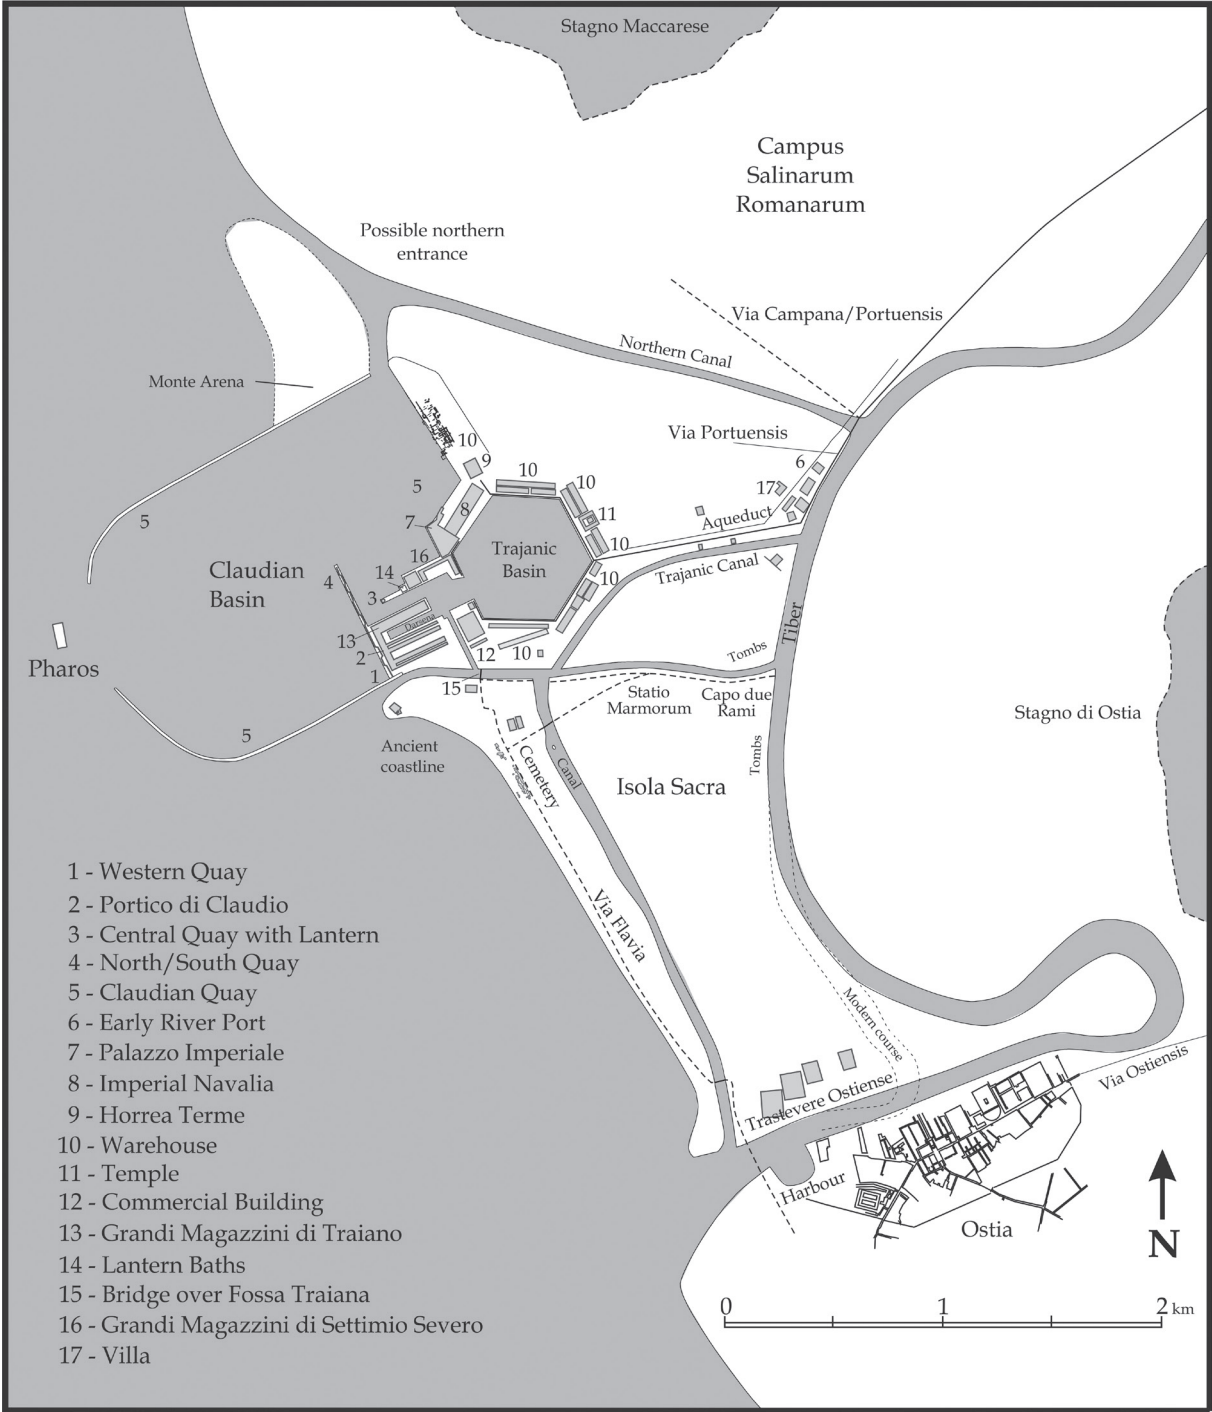 Stagno Maccarese
Campus
Salinarum
Romanarum
Possible northern
entrance
Via Campana/Portuensis
Northern Canal
Monte Arena
Via Portuensis
10
9
10
10
6
17
5
8
11
5
7
Aqueduct
10
16
Trajanic
Basin
Claudian
Basin
14
4
3
10
Trajanic Canal
Tiber
13
Darsena
2
12
10
Tombs
Pharos
1
15
Statio
Marmorum
Capo due
Rami
Stagno di Ostia
5
Ancient
coastline
Cemetery
Canal
Tombs
Isola Sacra
Via Flavia
Modern course
1 - Western Quay
2 - Portico di Claudio
3 - Central Quay with Lantern
4 - North/South Quay
5 - Claudian Quay
6 - Early River Port
7 - Palazzo Imperiale
8 - Imperial Navalia
9 - Horrea Terme
10 - Warehouse
11 - Temple
12 - Commercial Building
13 - Grandi Magazzini di Traiano
14 - Lantern Baths
15 - Bridge over Fossa Traiana
16 - Grandi Magazzini di Settimio Severo
17 - Villa
Via Ostiensis
Trastevere Ostiense
Harbour
Ostia
N
0 1 2 km